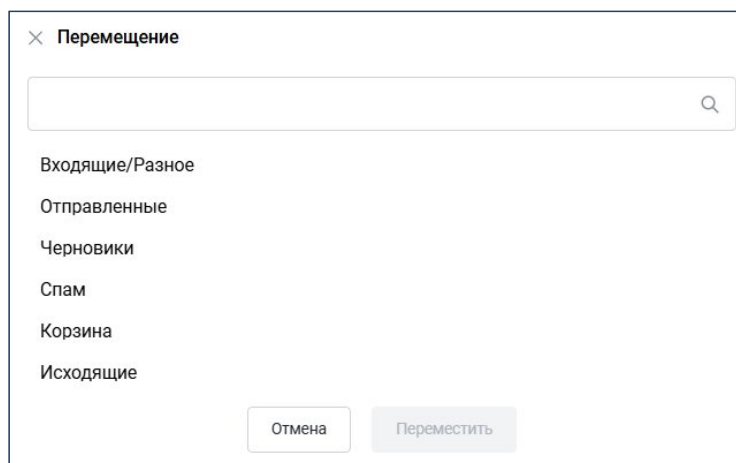 Перемещение
Входящие/Разное
Отправленные
Черновики
Спам
Корзина
Исходящие
Отмена Переместить